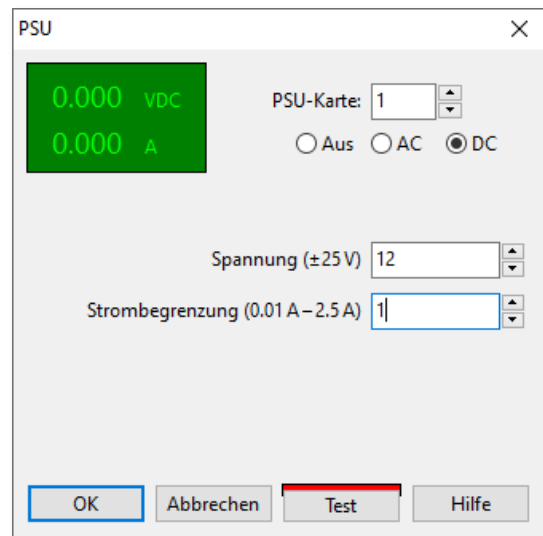 PSU
0.000 VDC
0.000 A
PSU-Karte: 1
Aus AC DC
Spannung (±25 V) 12
Strombegrenzung (0.01 A – 2.5 A) 1
OK Abbrechen Test Hilfe